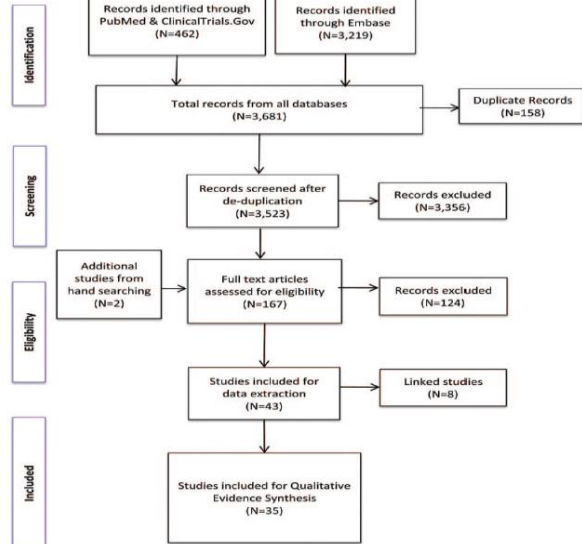 Records identified through
PubMed & ClinicalTrials.Gov
(N=462)
Records identified
through Embase
(N=3,219)
Identification
Total records from all databases
(N=3,681)
Duplicate Records
(N=158)
Screening
Records screened after
de-duplication
(N=3,523)
Records excluded
(N=3,356)
Additional
studies from
hand searching
(N=2)
Full text articles
assessed for eligibility
(N=167)
Records excluded
(N=124)
Eligibility
Studies included for
data extraction
(N=43)
Linked studies
(N=8)
Included
Studies included for Qualitative
Evidence Synthesis
(N=35)